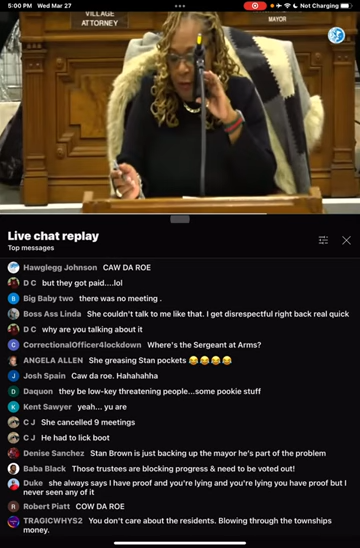 5:00 PM Wed Mar 27
Not Charging
VILLAGE
ATTORNEY
MAYOR
Live chat replay
Top messages
Hawglegg Johnson CAW DA ROE
D C but they got paid....lol
Big Baby two there was no meeting .
Boss Ass Linda She couldn't talk to me like that. I get disrespectful right back real quick
D C why are you talking about it
CorrectionalOfficer4lockdown Where's the Sergeant at Arms?
ANGELA ALLEN She greasing Stan pockets 😂😂😂😂
Josh Spain Caw da roe. Hahahahha
Daquon they be low-key threatening people...some pookie stuff
Kent Sawyer yeah... yu are
C J She cancelled 9 meetings
C J He had to lick boot
Denise Sanchez Stan Brown is just backing up the mayor he's part of the problem
Baba Black Those trustees are blocking progress & need to be voted out!
Duke she always says I have proof and you're lying and you're lying you have proof but I
never seen any of it
Robert Piatt COW DA ROE
TRAGICWHYS2 You don't care about the residents. Blowing through the townships
money.